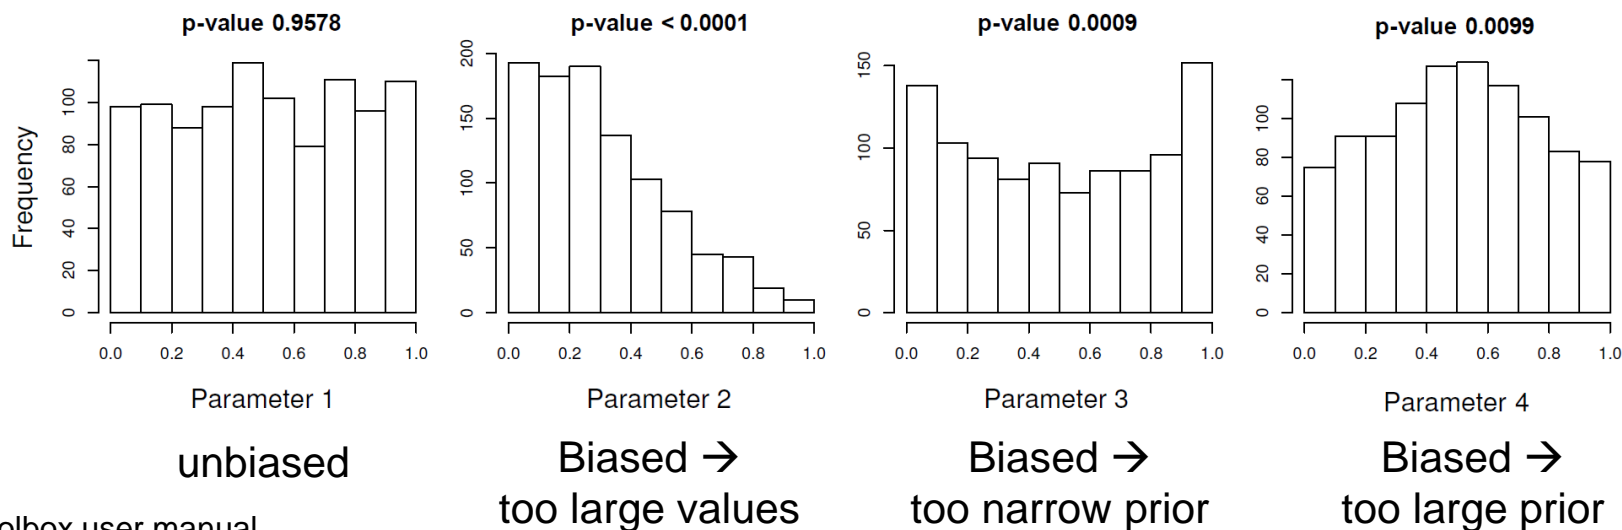 p-value 0.9578
p-value < 0.0001
p-value 0.0009
p-value 0.0099
Frequency
0 20 40 60 80 100
0 50 100 150 200
0 50 100 150
0 20 40 60 80 100
0.0 0.2 0.4 0.6 0.8 1.0
0.0 0.2 0.4 0.6 0.8 1.0
0.0 0.2 0.4 0.6 0.8 1.0
0.0 0.2 0.4 0.6 0.8 1.0
Parameter 1
Parameter 2
Parameter 3
Parameter 4
unbiased
Biased →
too large values
Biased →
too narrow prior
Biased →
too large prior
olbox user manual